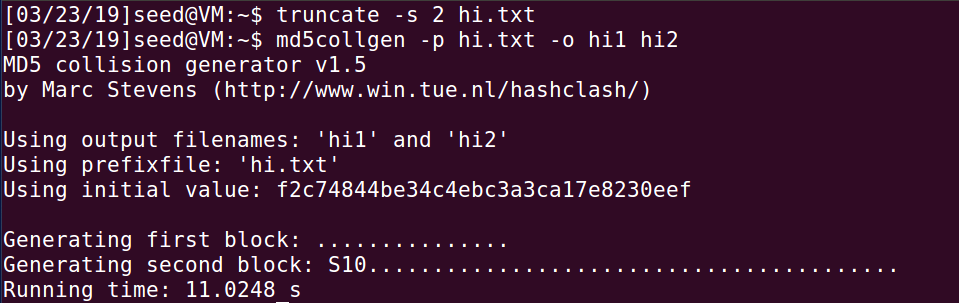 [03/23/19]seed@VM:~$ truncate -s 2 hi.txt
[03/23/19]seed@VM:~$ md5collgen -p hi.txt -o hi1 hi2
MD5 collision generator v1.5
by Marc Stevens (http://www.win.tue.nl/hashclash/)
Using output filenames: 'hi1' and 'hi2'
Using prefixfile: 'hi.txt'
Using initial value: f2c74844be34c4ebc3a3ca17e8230eef
Generating first block: ...............
Generating second block: S10.........................................
Running time: 11.0248 s